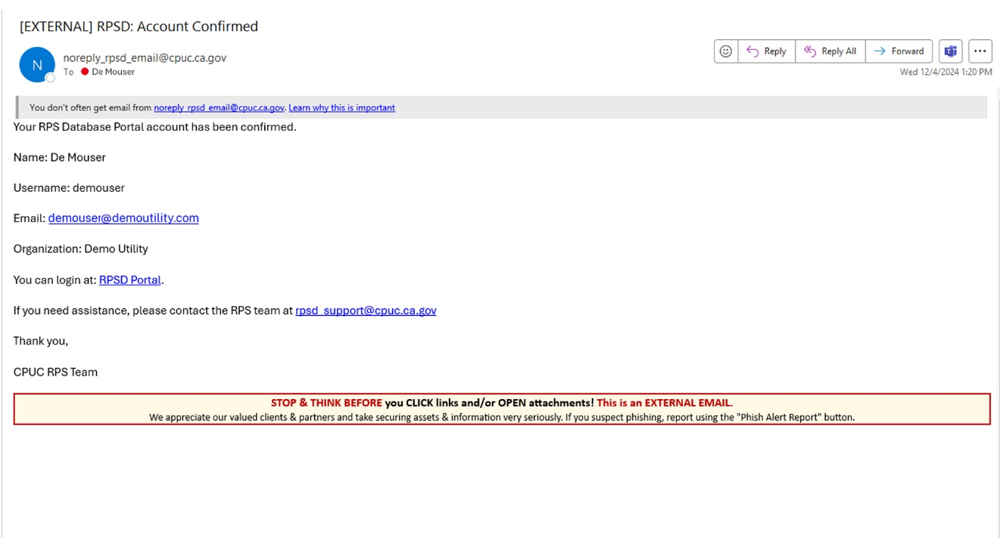 [EXTERNAL] RPSD: Account Confirmed
N
noreply_rpsd_email@cpuc.ca.gov
To De Mouser
Reply
Reply All
Forward
Wed 12/4/2024 1:20 PM
You don't often get email from noreply_rpsd_email@cpuc.ca.gov. Learn why this is important
Your RPS Database Portal account has been confirmed.
Name: De Mouser
Username: demouser
Email: demouser@demoutility.com
Organization: Demo Utility
You can login at: RPSD Portal.
If you need assistance, please contact the RPS team at rpsd_support@cpuc.ca.gov
Thank you,
CPUC RPS Team
STOP & THINK BEFORE you CLICK links and/or OPEN attachments! This is an EXTERNAL EMAIL.
We appreciate our valued clients & partners and take securing assets & information very seriously. If you suspect phishing, report using the "Phish Alert Report" button.